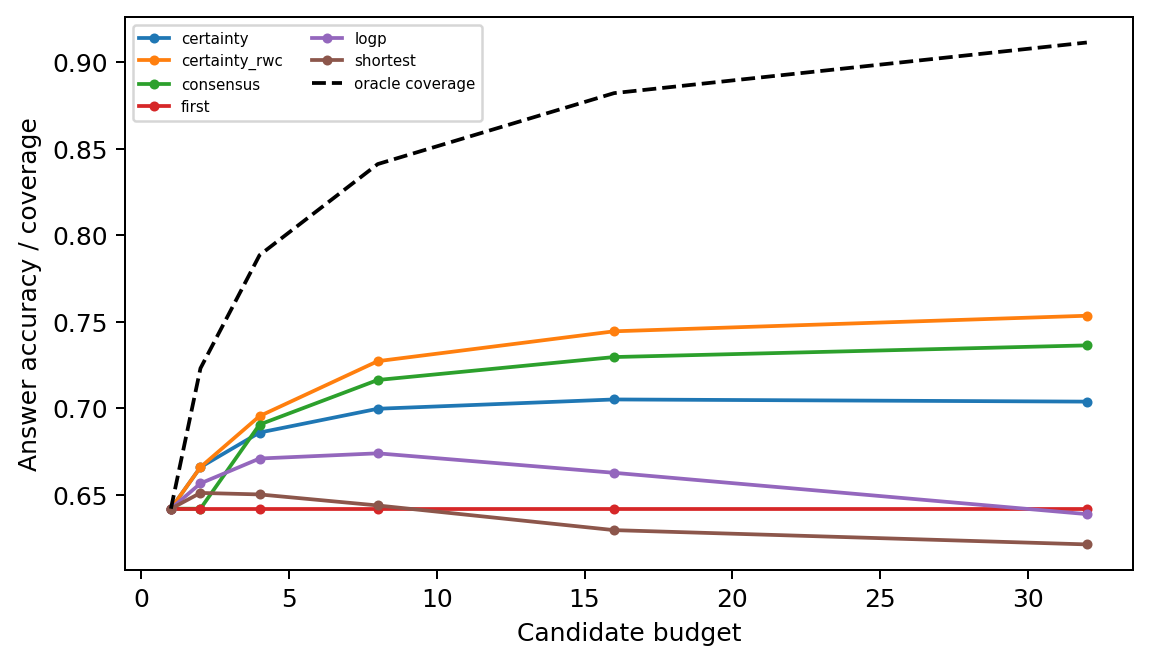 certainty
certainty_rwc
consensus
first
logp
shortest
oracle coverage
Answer accuracy / coverage
0.90
0.85
0.80
0.75
0.70
0.65
0
5
10
15
20
25
30
Candidate budget